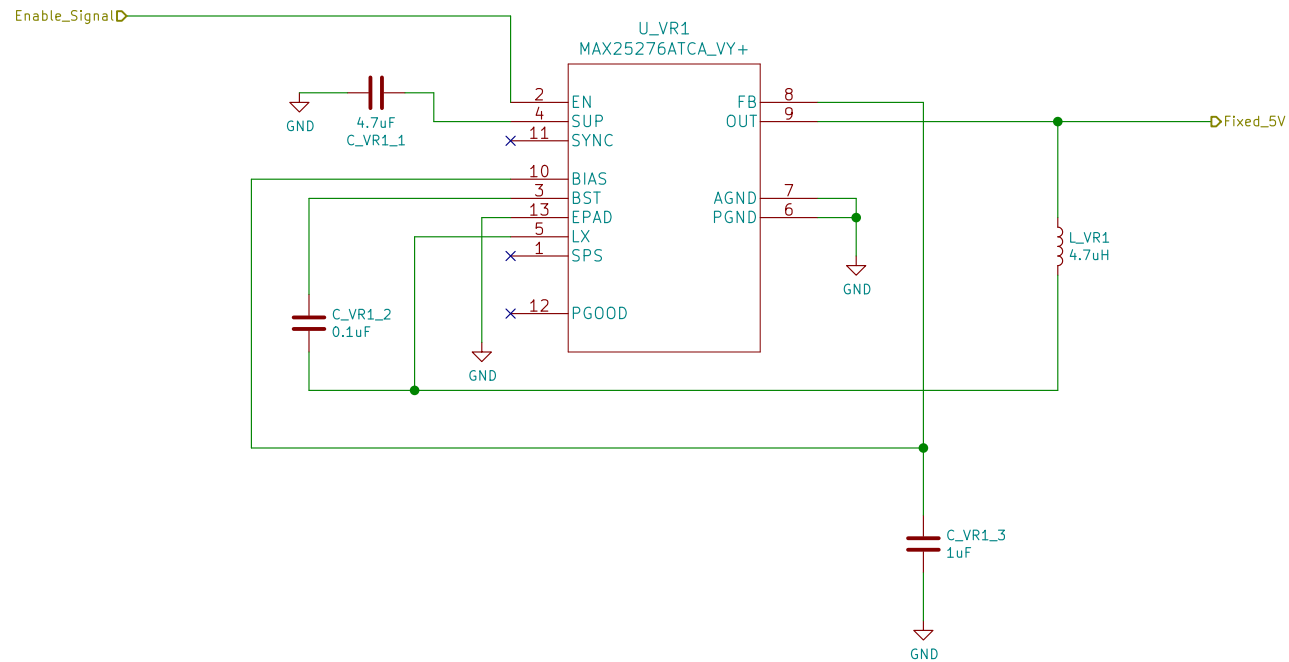 Enable_Signal
U_VR1
MAX25276ATCA_VY+
2
EN
4
SUP
11
SYNC
10
BIAS
3
BST
13
EPAD
5
LX
1
SPS
12
PGOOD
8
FB
9
OUT
7
AGND
6
PGND
GND
4.7uF
C_VR1_1
Fixed_5V
L_VR1
4.7uH
GND
C_VR1_2
0.1uF
GND
C_VR1_3
1uF
GND